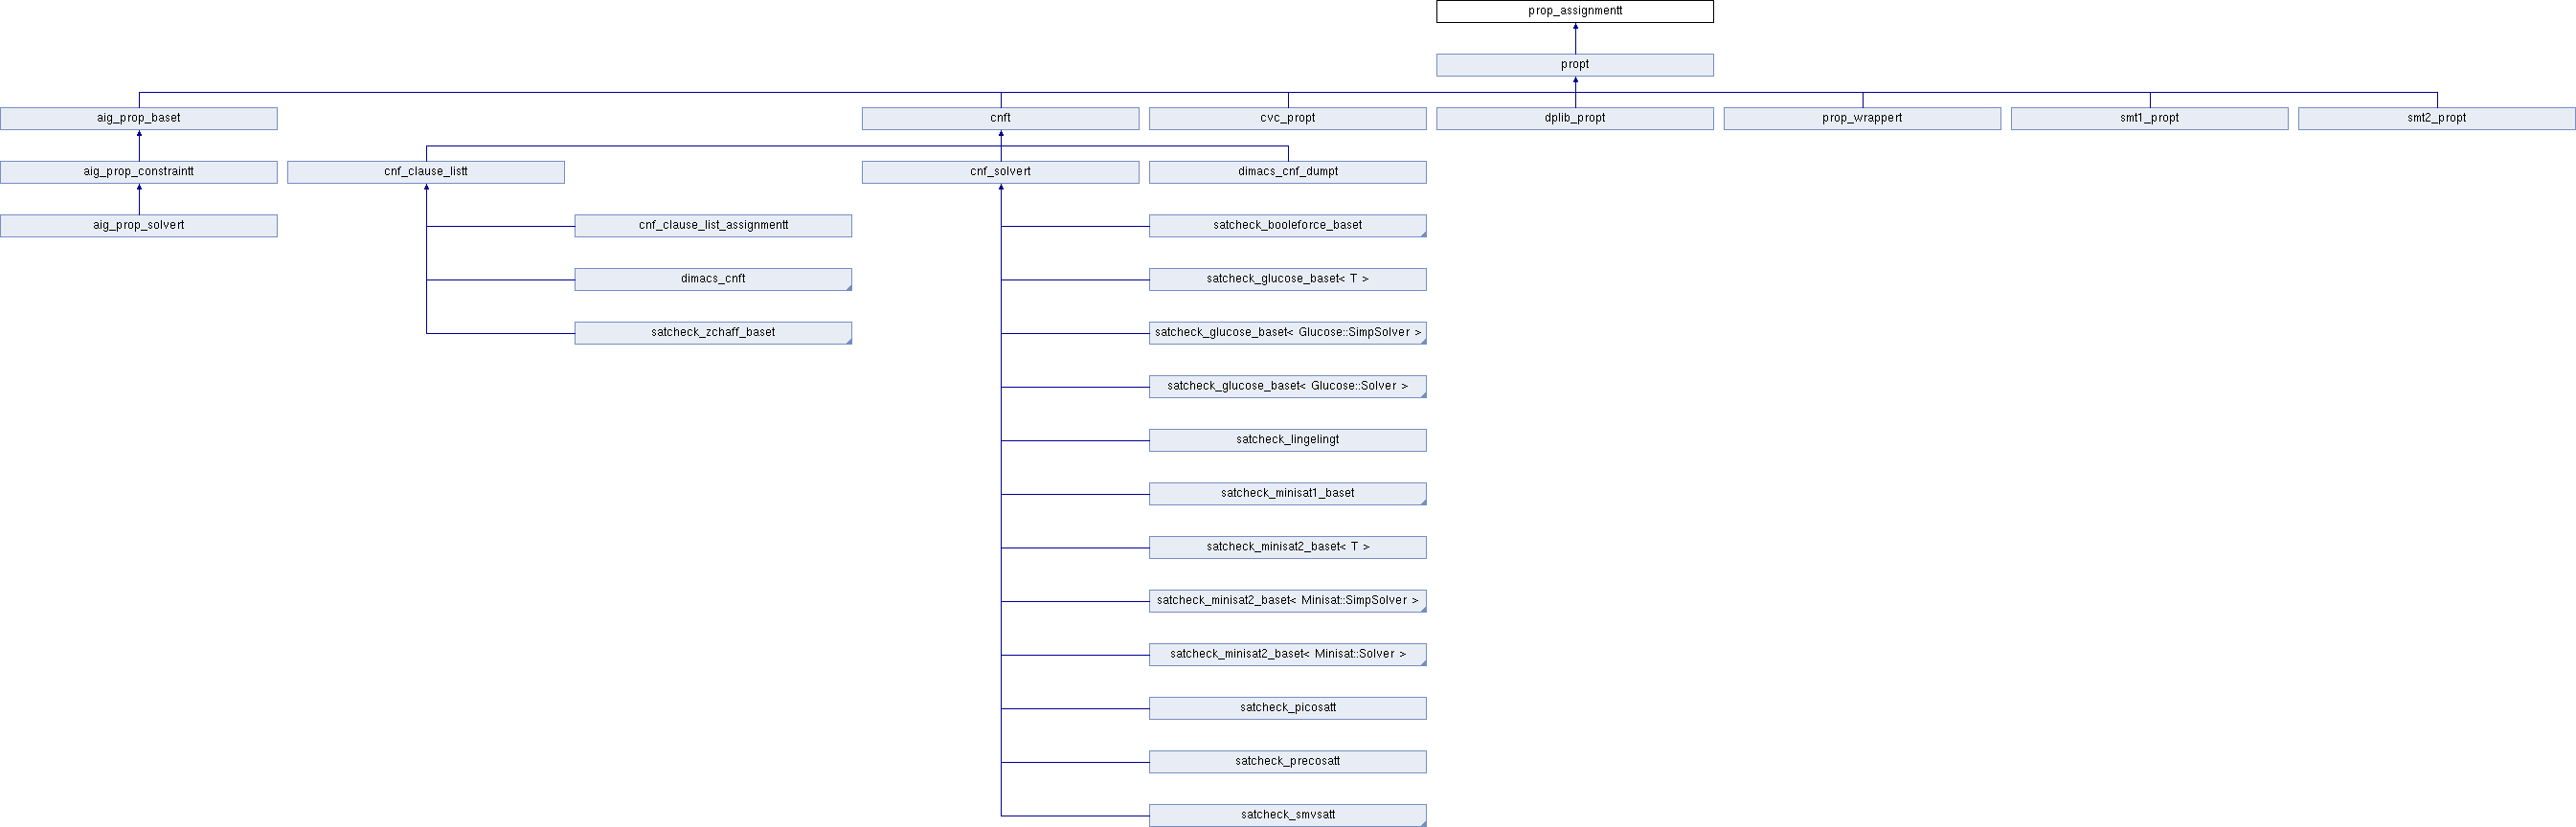 prop_assignmentt
propt
aig_prop_baset
cnft
cvc_propt
dplib_propt
prop_wrappert
smt1_propt
smt2_propt
aig_prop_constraintt
cnf_clause_listt
cnf_solvert
dimacs_cnf_dumpt
aig_prop_solvert
cnf_clause_list_assignmentt
satcheck_booleforce_baset
dimacs_cnft
satcheck_glucose_baset< T >
satcheck_zchaff_baset
satcheck_glucose_baset< Glucose::SimpSolver >
satcheck_glucose_baset< Glucose::Solver >
satcheck_lingelingt
satcheck_minisat1_baset
satcheck_minisat2_baset< T >
satcheck_minisat2_baset< Minisat::SimpSolver >
satcheck_minisat2_baset< Minisat::Solver >
satcheck_picosatt
satcheck_precosatt
satcheck_smvsatt